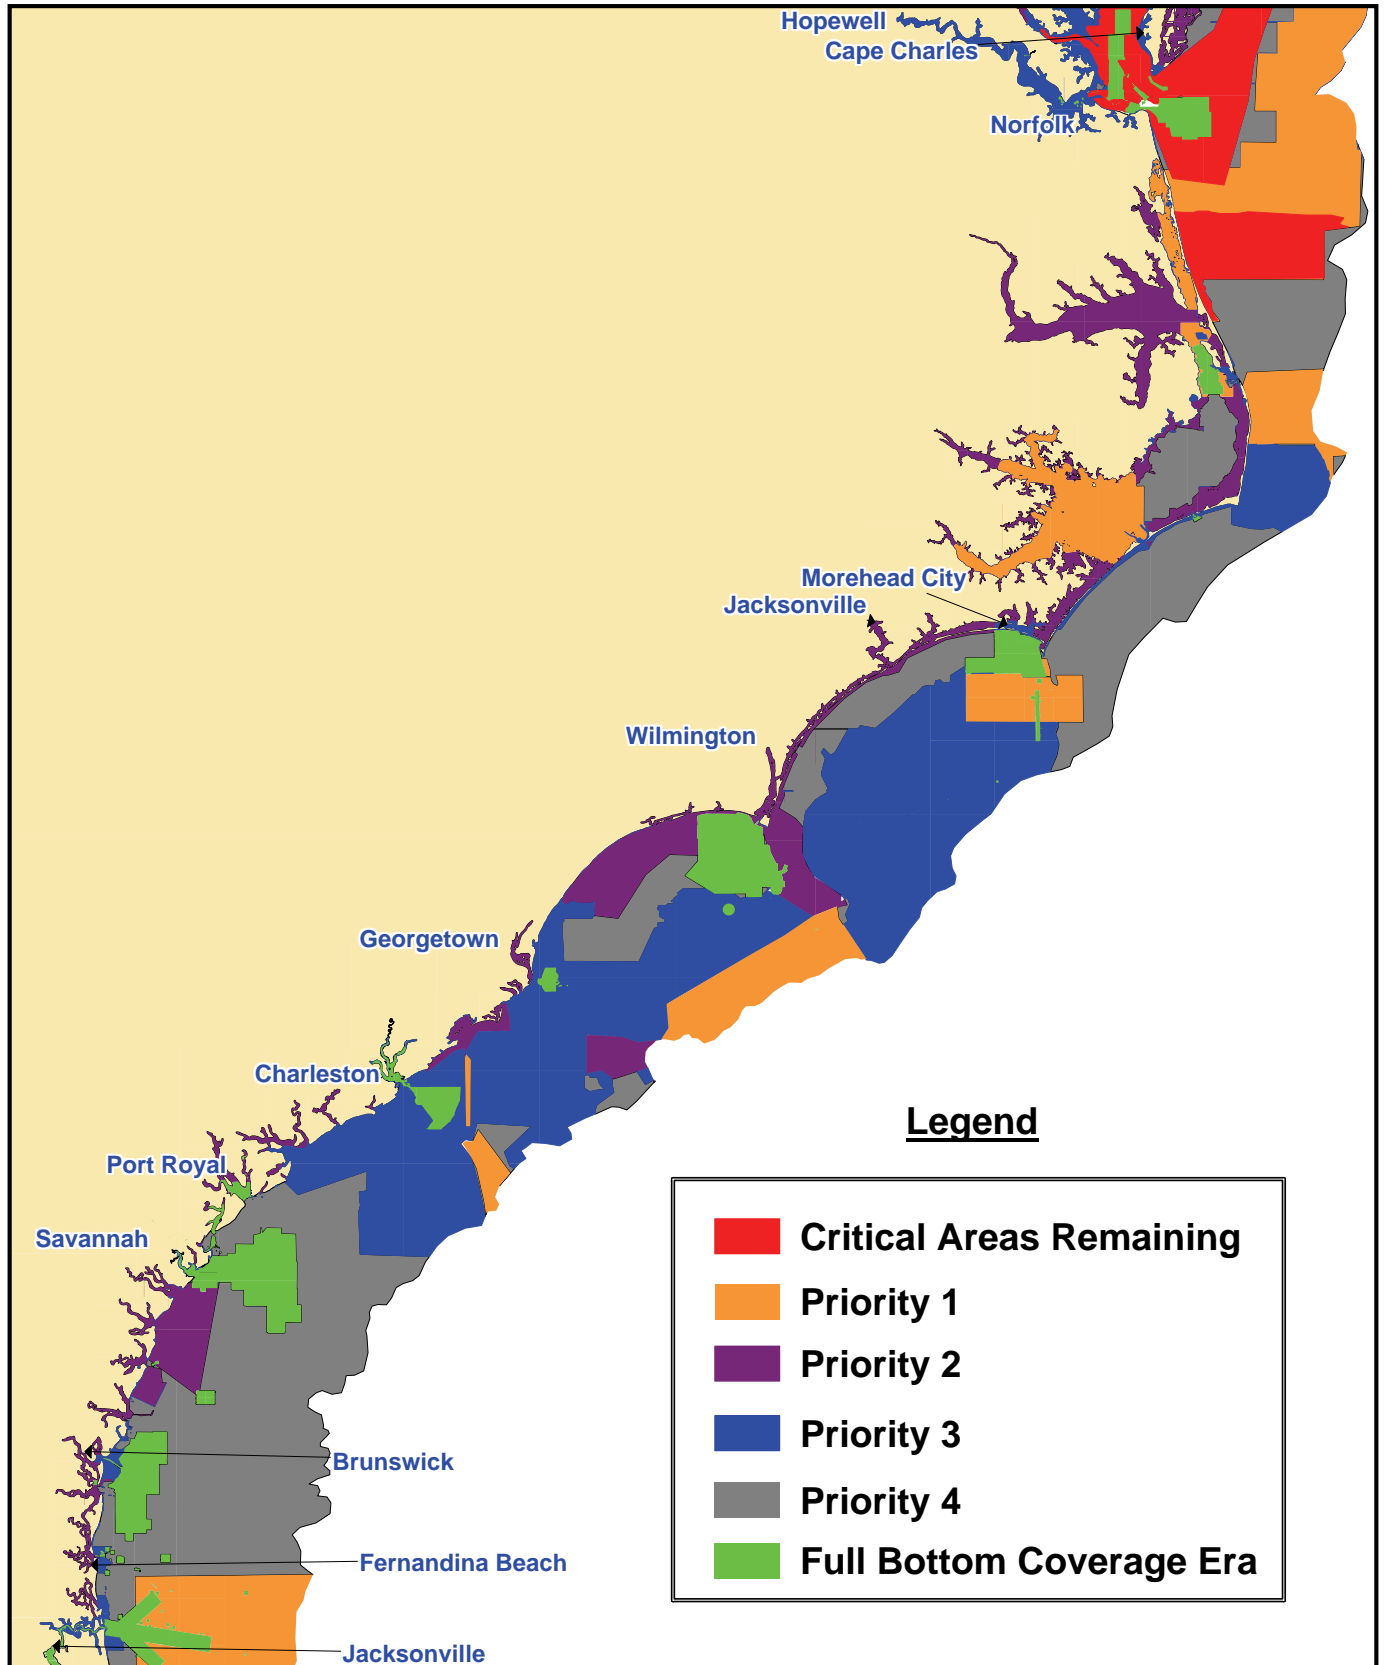 Hopewell
Cape Charles
Norfolk
Morehead City
Jacksonville
Wilmington
Georgetown
Charleston
Port Royal
Savannah
Brunswick
Fernandina Beach
Jacksonville
Legend
Critical Areas Remaining
Priority 1
Priority 2
Priority 3
Priority 4
Full Bottom Coverage Era